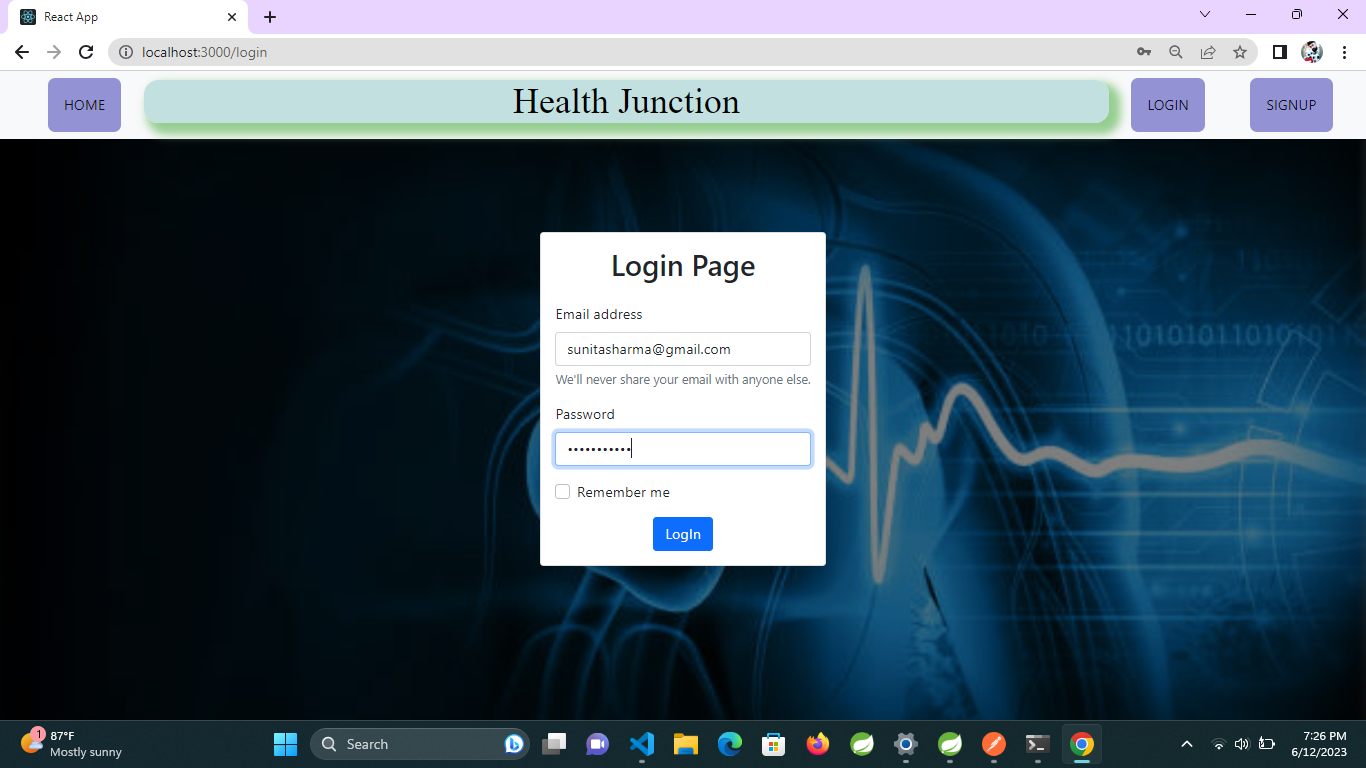 React App
localhost:3000/login
HOME
Health Junction
LOGIN
SIGNUP
Login Page
Email address
sunitasharma@gmail.com
We'll never share your email with anyone else.
Password
•••••••••••
Remember me
LogIn
1
87°F
Mostly sunny
Search
7:26 PM
6/12/2023